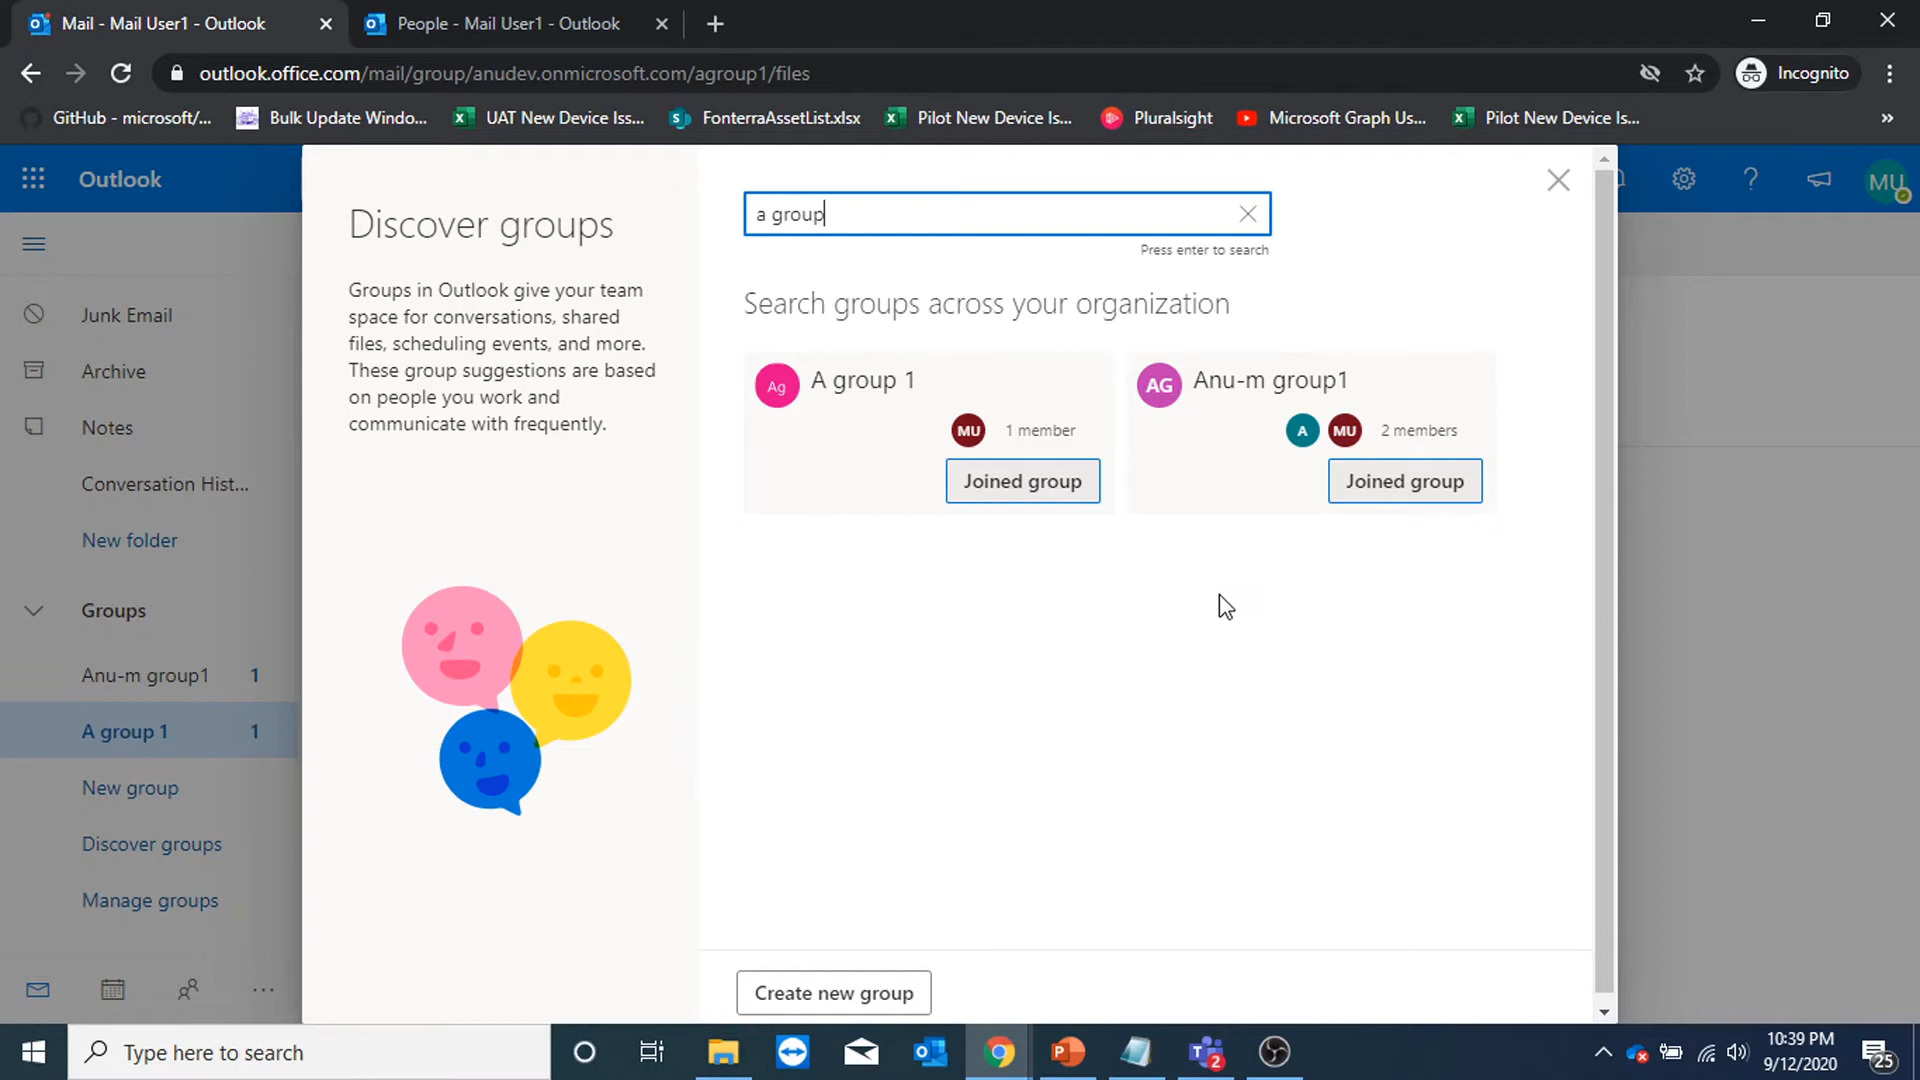 Mail - Mail User1 - Outlook
People - Mail User1 - Outlook
outlook.office.com/mail/group/anudev.onmicrosoft.com/agroup1/files
Incognito
GitHub - microsoft/...
Bulk Update Windo...
UAT New Device Iss...
FonterraAssetList.xlsx
Pilot New Device Is...
Pluralsight
Microsoft Graph Us...
Pilot New Device Is...
Outlook
MU
Junk Email
Archive
Notes
Conversation Hist...
New folder
Groups
Anu-m group1 1
A group 1 1
New group
Discover groups
Manage groups
Discover groups
Groups in Outlook give your team
space for conversations, shared
files, scheduling events, and more.
These group suggestions are based
on people you work and
communicate with frequently.
a group
Press enter to search
Search groups across your organization
Ag A group 1
MU 1 member
Joined group
AG Anu-m group1
A MU 2 members
Joined group
Create new group
Type here to search
2
10:39 PM
9/12/2020
25